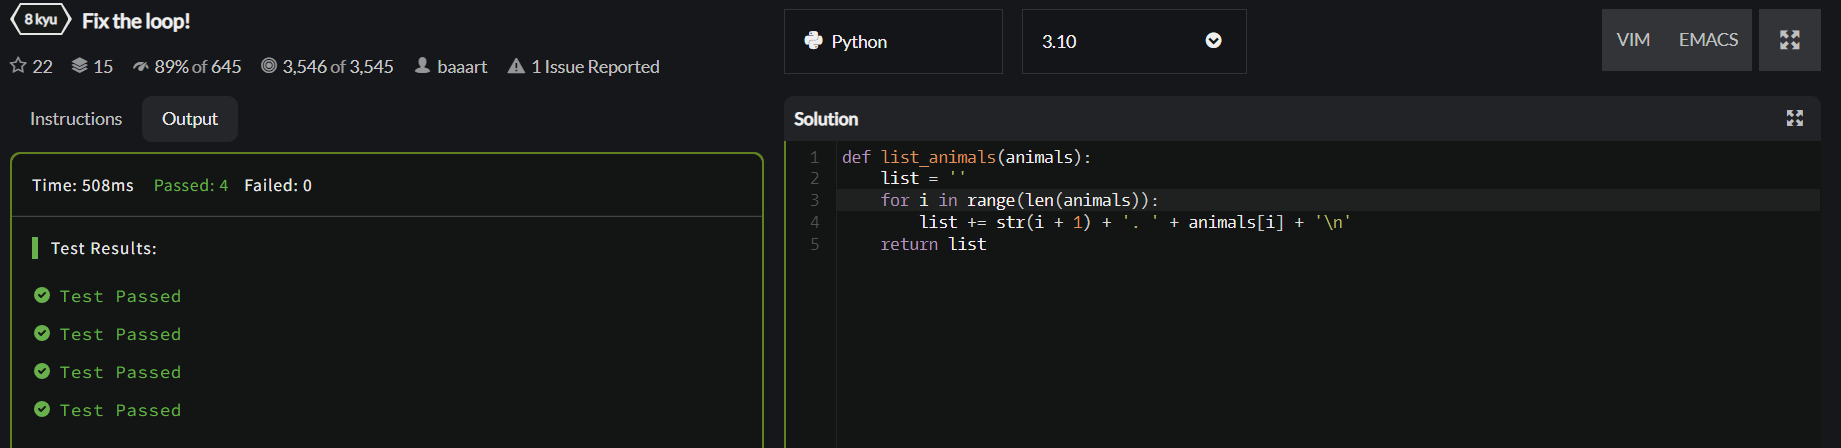 8 kyu Fix the loop!
22 15 89% of 645 3,546 of 3,545 baaart 1 Issue Reported
Instructions Output
Time: 508ms Passed: 4 Failed: 0
Test Results:
Test Passed
Test Passed
Test Passed
Test Passed
Python 3.10 VIM EMACS
Solution
1 def list_animals(animals):
2     list = ''
3     for i in range(len(animals)):
4         list += str(i + 1) + '. ' + animals[i] + '\n'
5     return list